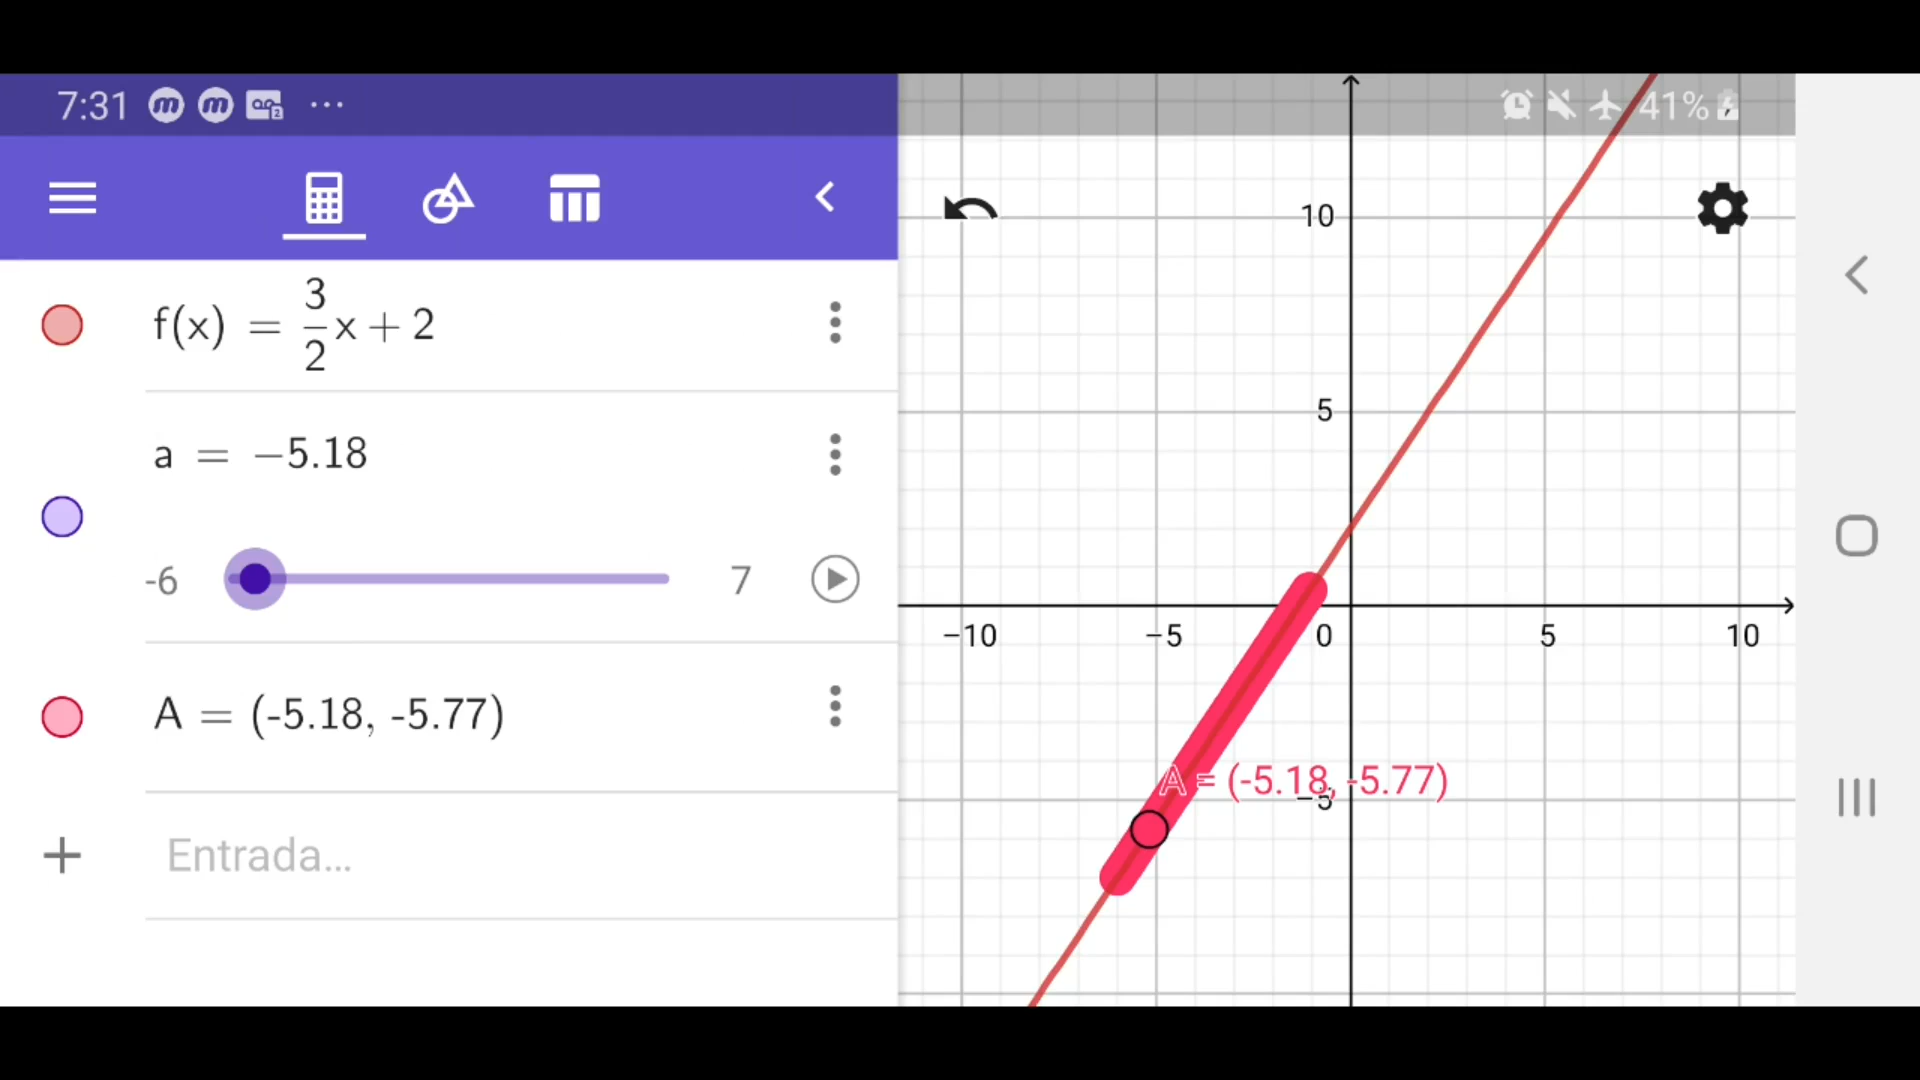 7:31 ...
41%
f(x) = 3/2 x + 2
a = −5.18
-6
7
A = (-5.18, -5.77)
+ Entrada...
10
5
−10 −5 0 5 10
A = (-5.18, -5.77)
−5